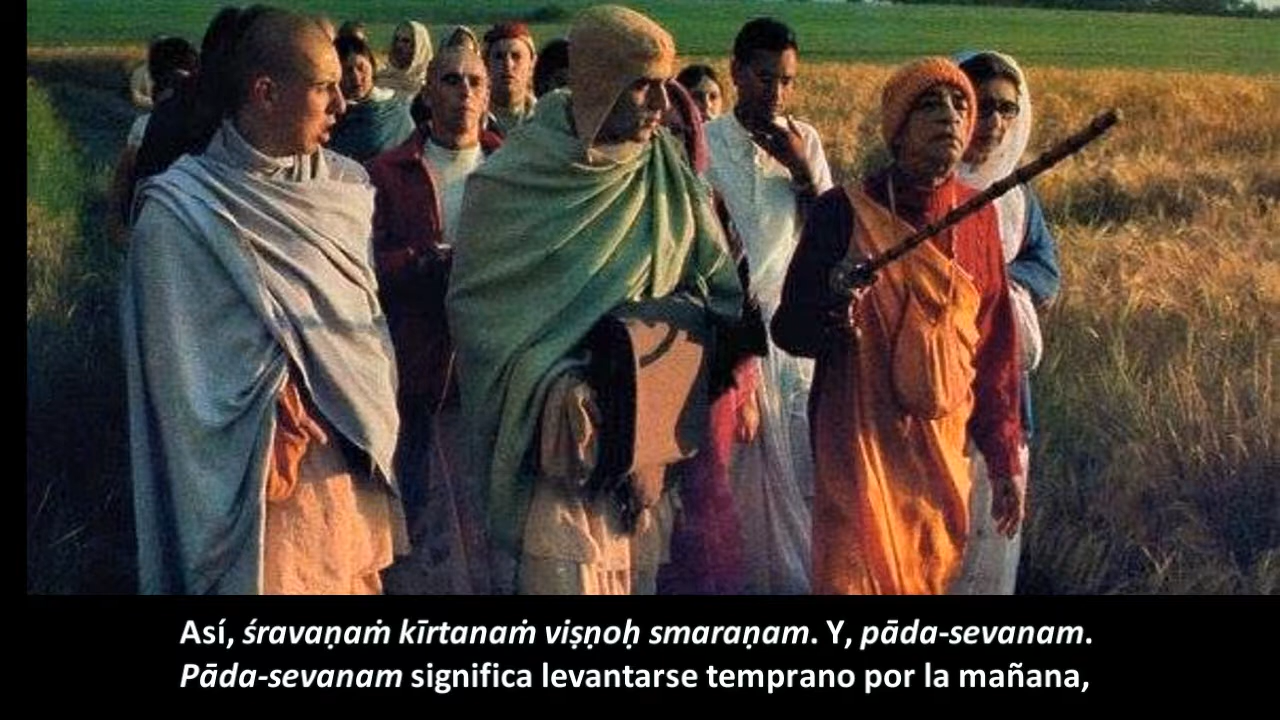 Así, śravaṇaṁ kīrtanaṁ viṣṇoḥ smaraṇam. Y, pāda-sevanam.
Pāda-sevanam significa levantarse temprano por la mañana,